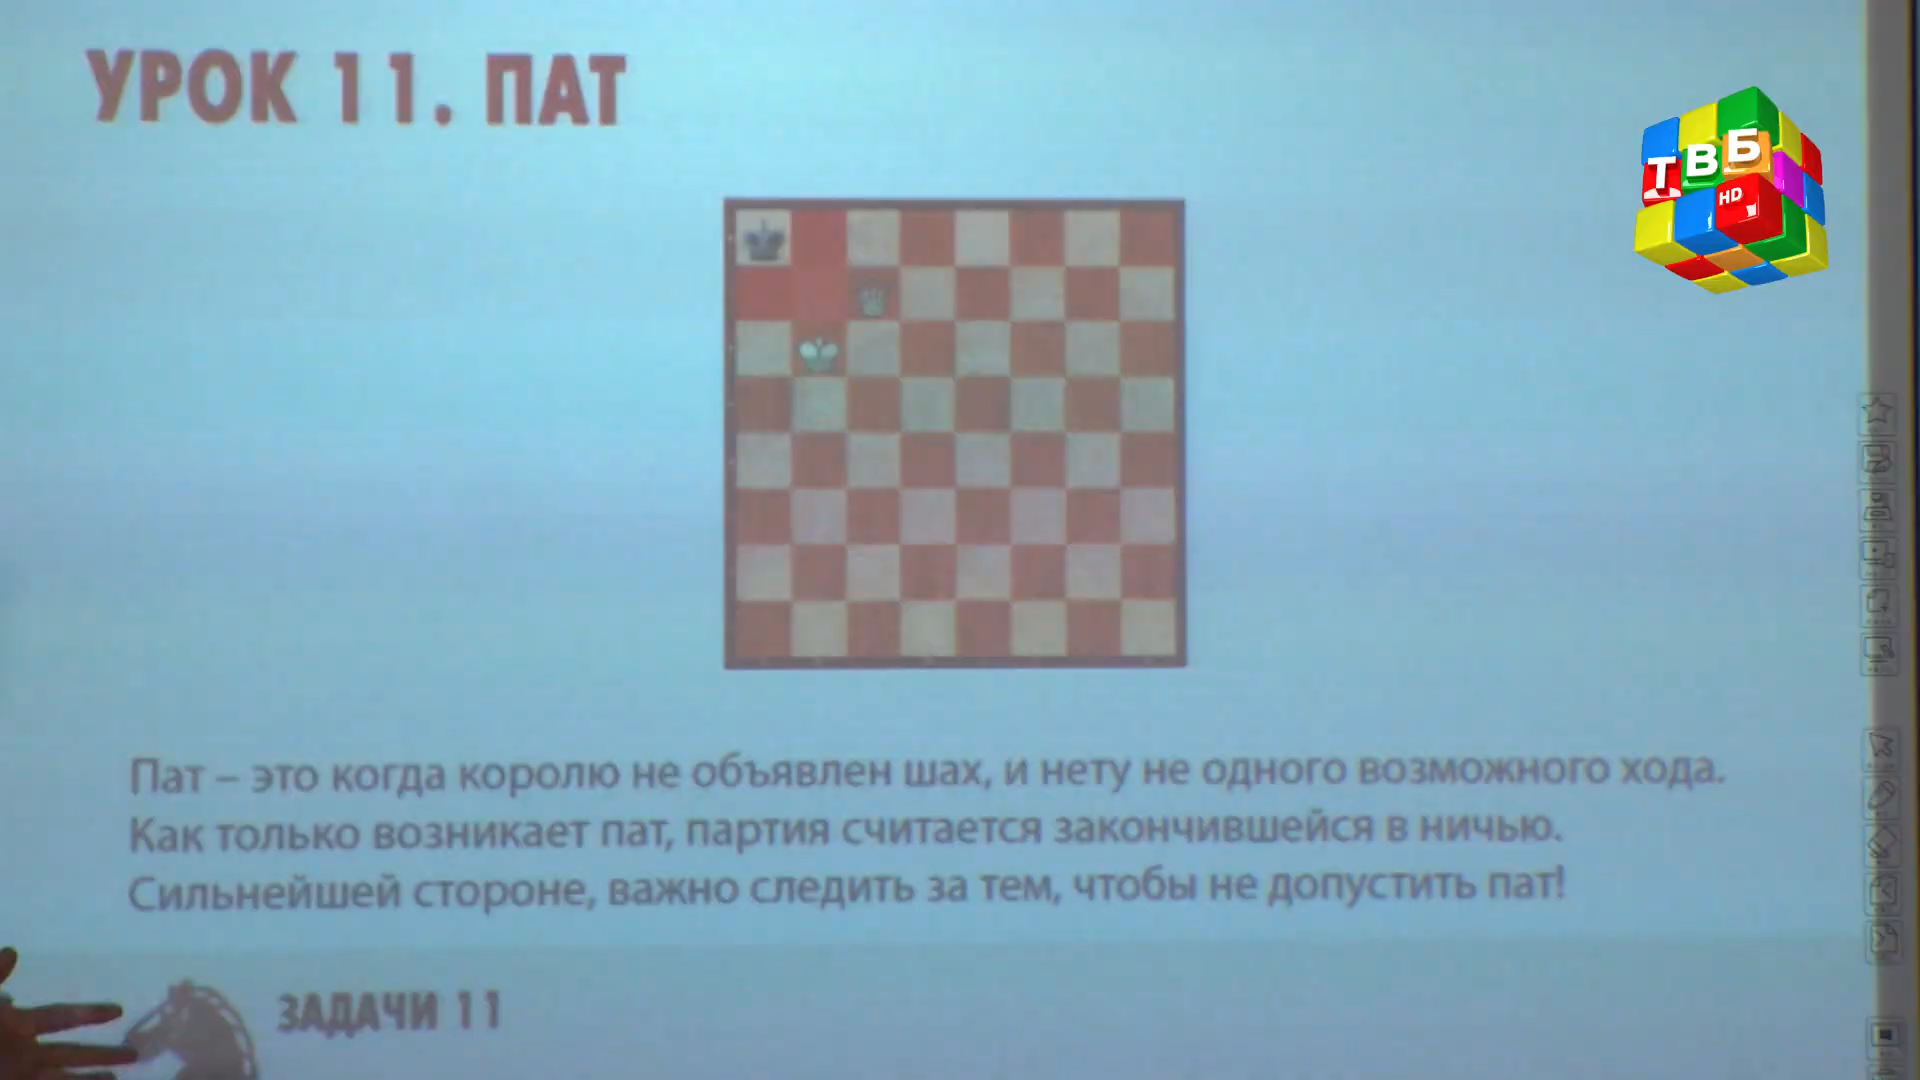 УРОК 11. ПАТ
ТВБ
HD
Пат – это когда королю не объявлен шах, и нету не одного возможного хода.
Как только возникает пат, партия считается закончившейся в ничью.
Сильнейшей стороне, важно следить за тем, чтобы не допустить пат!
ЗАДАЧИ 11